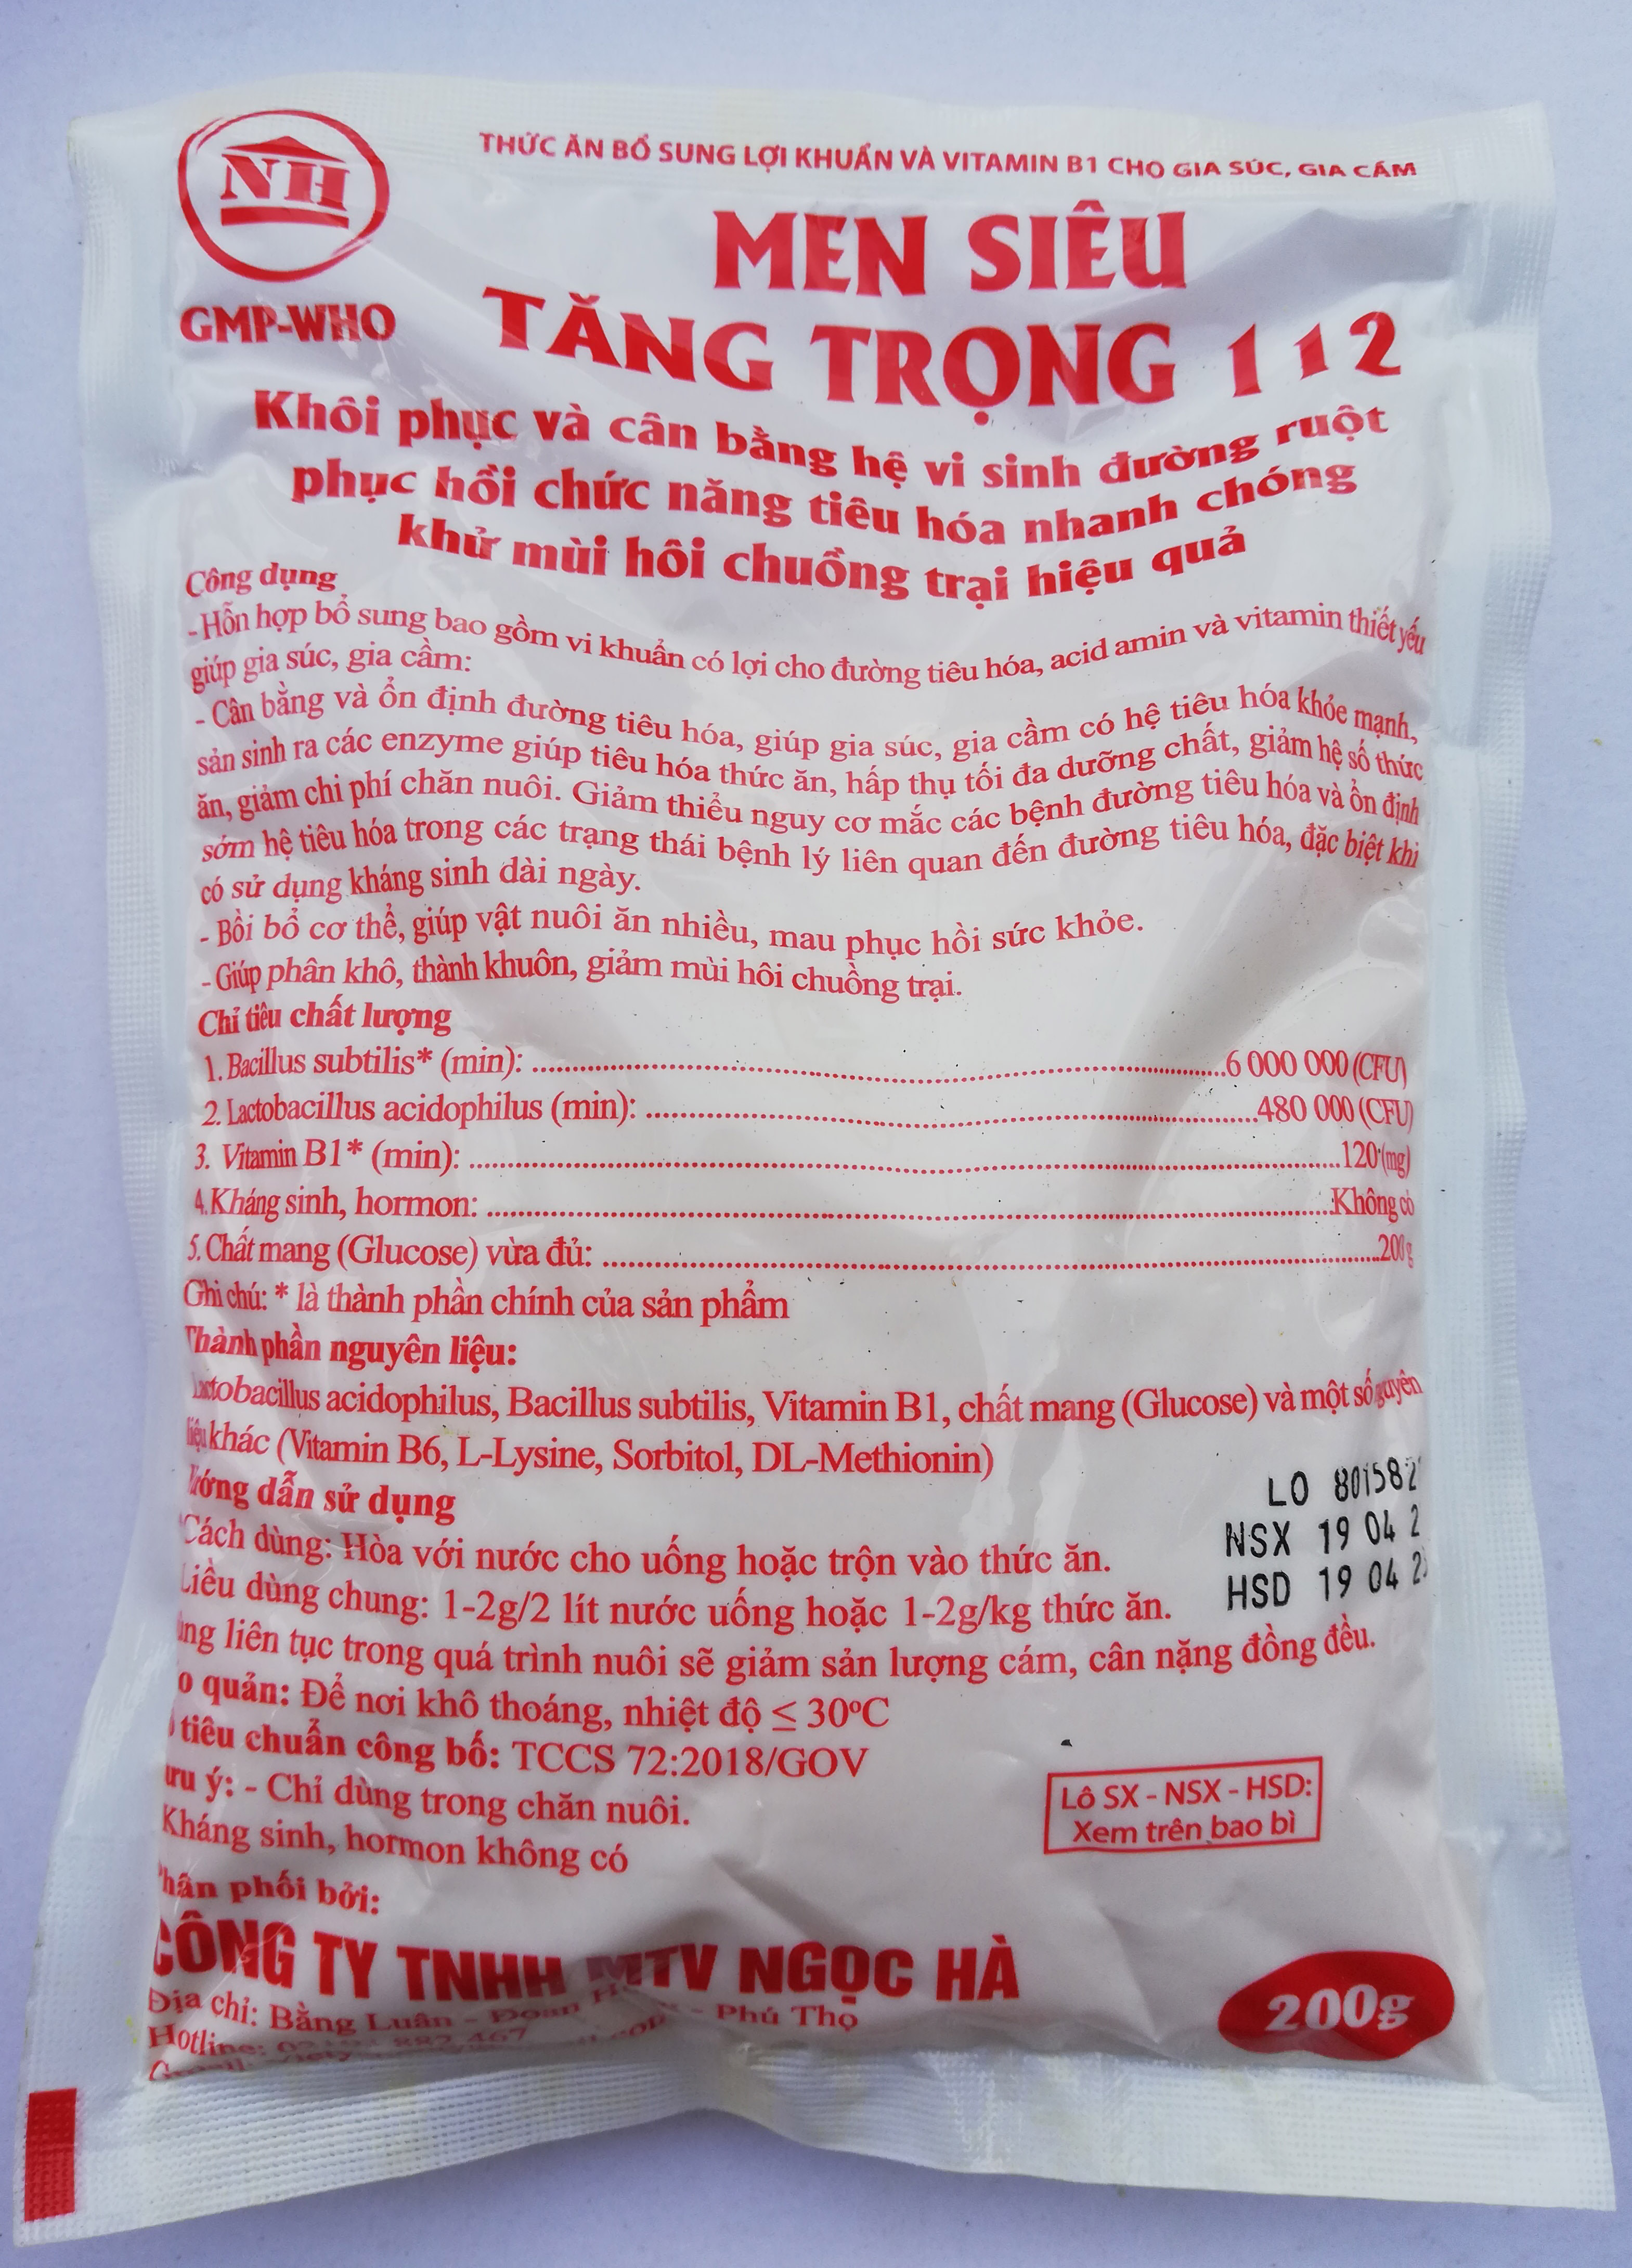 NH
GMP-WHO
THỨC ĂN BỔ SUNG LỢI KHUẨN VÀ VITAMIN B1 CHO GIA SÚC, GIA CẦM
MEN SIÊU
TĂNG TRỌNG 112
Khôi phục và cân bằng hệ vi sinh đường ruột
phục hồi chức năng tiêu hóa nhanh chóng
khử mùi hôi chuồng trại hiệu quả
Công dụng
- Hỗn hợp bổ sung bao gồm vi khuẩn có lợi cho đường tiêu hóa, acid amin và vitamin thiết yếu
giúp gia súc, gia cầm:
- Cân bằng và ổn định đường tiêu hóa, giúp gia súc, gia cầm có hệ tiêu hóa khỏe mạnh,
sản sinh ra các enzyme giúp tiêu hóa thức ăn, hấp thụ tối đa dưỡng chất, giảm hệ số thức
ăn, giảm chi phí chăn nuôi. Giảm thiểu nguy cơ mắc các bệnh đường tiêu hóa và ổn định
sớm hệ tiêu hóa trong các trạng thái bệnh lý liên quan đến đường tiêu hóa, đặc biệt khi
có sử dụng kháng sinh dài ngày.
- Bồi bổ cơ thể, giúp vật nuôi ăn nhiều, mau phục hồi sức khỏe.
- Giúp phân khô, thành khuôn, giảm mùi hôi chuồng trại.
Chỉ tiêu chất lượng
1. Bacillus subtilis* (min): ........ 6 000 000 (CFU)
2. Lactobacillus acidophilus (min): ........ 480 000 (CFU)
3. Vitamin B1* (min): ........ 120 (mg)
4. Kháng sinh, hormon: ........ Không có
5. Chất mang (Glucose) vừa đủ: ........ 200g
Ghi chú: * là thành phần chính của sản phẩm
Thành phần nguyên liệu:
Lactobacillus acidophilus, Bacillus subtilis, Vitamin B1, chất mang (Glucose) và một số nguyên
liệu khác (Vitamin B6, L-Lysine, Sorbitol, DL-Methionin)
dẫn sử dụng
Cách dùng: Hòa với nước cho uống hoặc trộn vào thức ăn.
Liều dùng chung: 1-2g/2 lít nước uống hoặc 1-2g/kg thức ăn.
liên tục trong quá trình nuôi sẽ giảm sản lượng cám, cân nặng đồng đều.
quản: Để nơi khô thoáng, nhiệt độ ≤ 30°C
tiêu chuẩn công bố: TCCS 72:2018/GOV
ý: - Chỉ dùng trong chăn nuôi.
Kháng sinh, hormon không có
LO 80158
NSX 19 04
HSD 19 04
Lô SX - NSX - HSD:
Xem trên bao bì
Phân phối bởi:
CÔNG TY TNHH MTV NGỌC HÀ
Địa chỉ: Bằng Luân - Đoan - Phú Thọ
Hotline:
200g